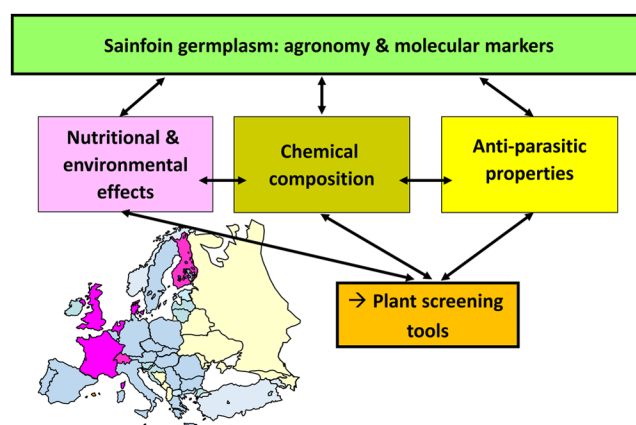 Sainfoin germplasm: agronomy & molecular markers
Nutritional &
environmental
effects
Chemical
composition
Anti-parasitic
properties
→ Plant screening
tools